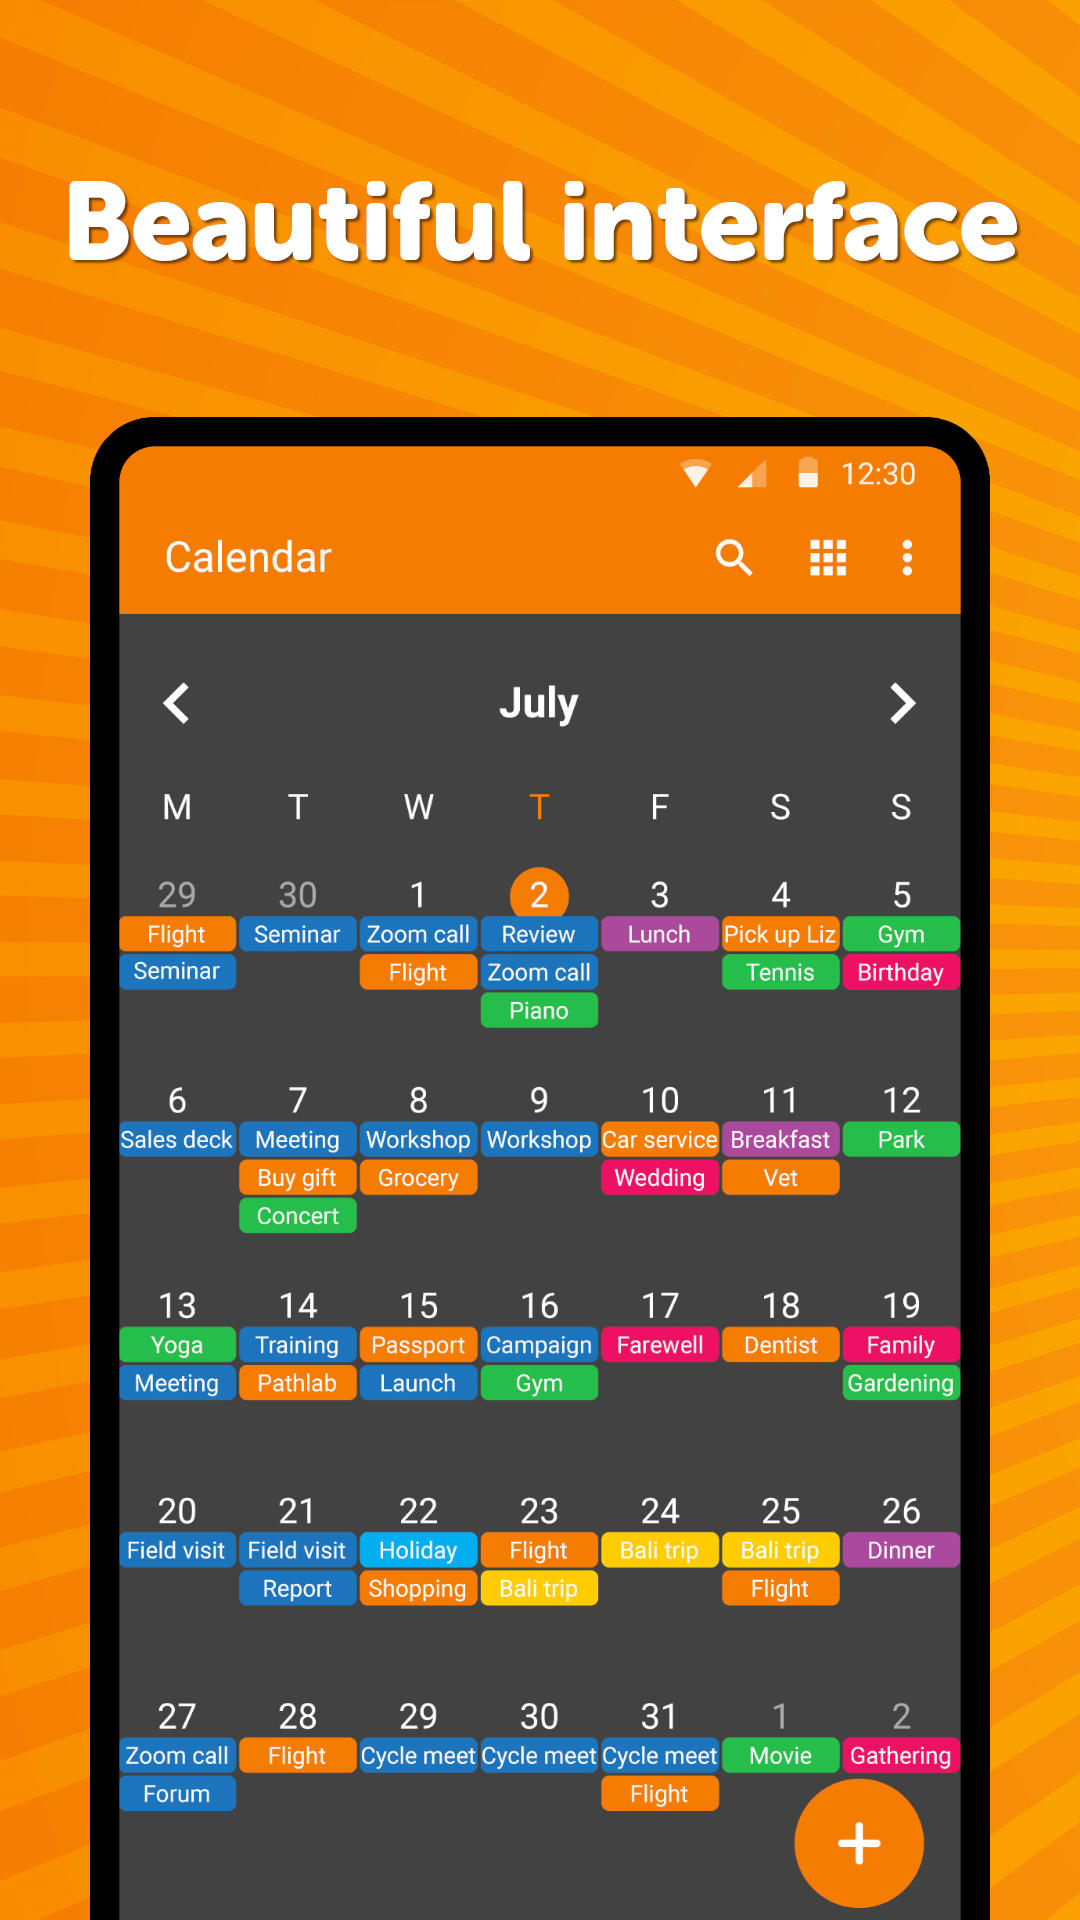 Beautiful interface
12:30
Calendar
July
M T W T F S S
29 30 1 2 3 4 5
Flight Seminar Zoom call Review Lunch Pick up Liz Gym
Seminar Flight Zoom call Tennis Birthday
Piano
6 7 8 9 10 11 12
Sales deck Meeting Workshop Workshop Car service Breakfast Park
Buy gift Grocery Wedding Vet
Concert
13 14 15 16 17 18 19
Yoga Training Passport Campaign Farewell Dentist Family
Meeting Pathlab Launch Gym Gardening
20 21 22 23 24 25 26
Field visit Field visit Holiday Flight Bali trip Bali trip Dinner
Report Shopping Bali trip Flight
27 28 29 30 31 1 2
Zoom call Flight Cycle meet Cycle meet Cycle meet Movie Gathering
Forum Flight